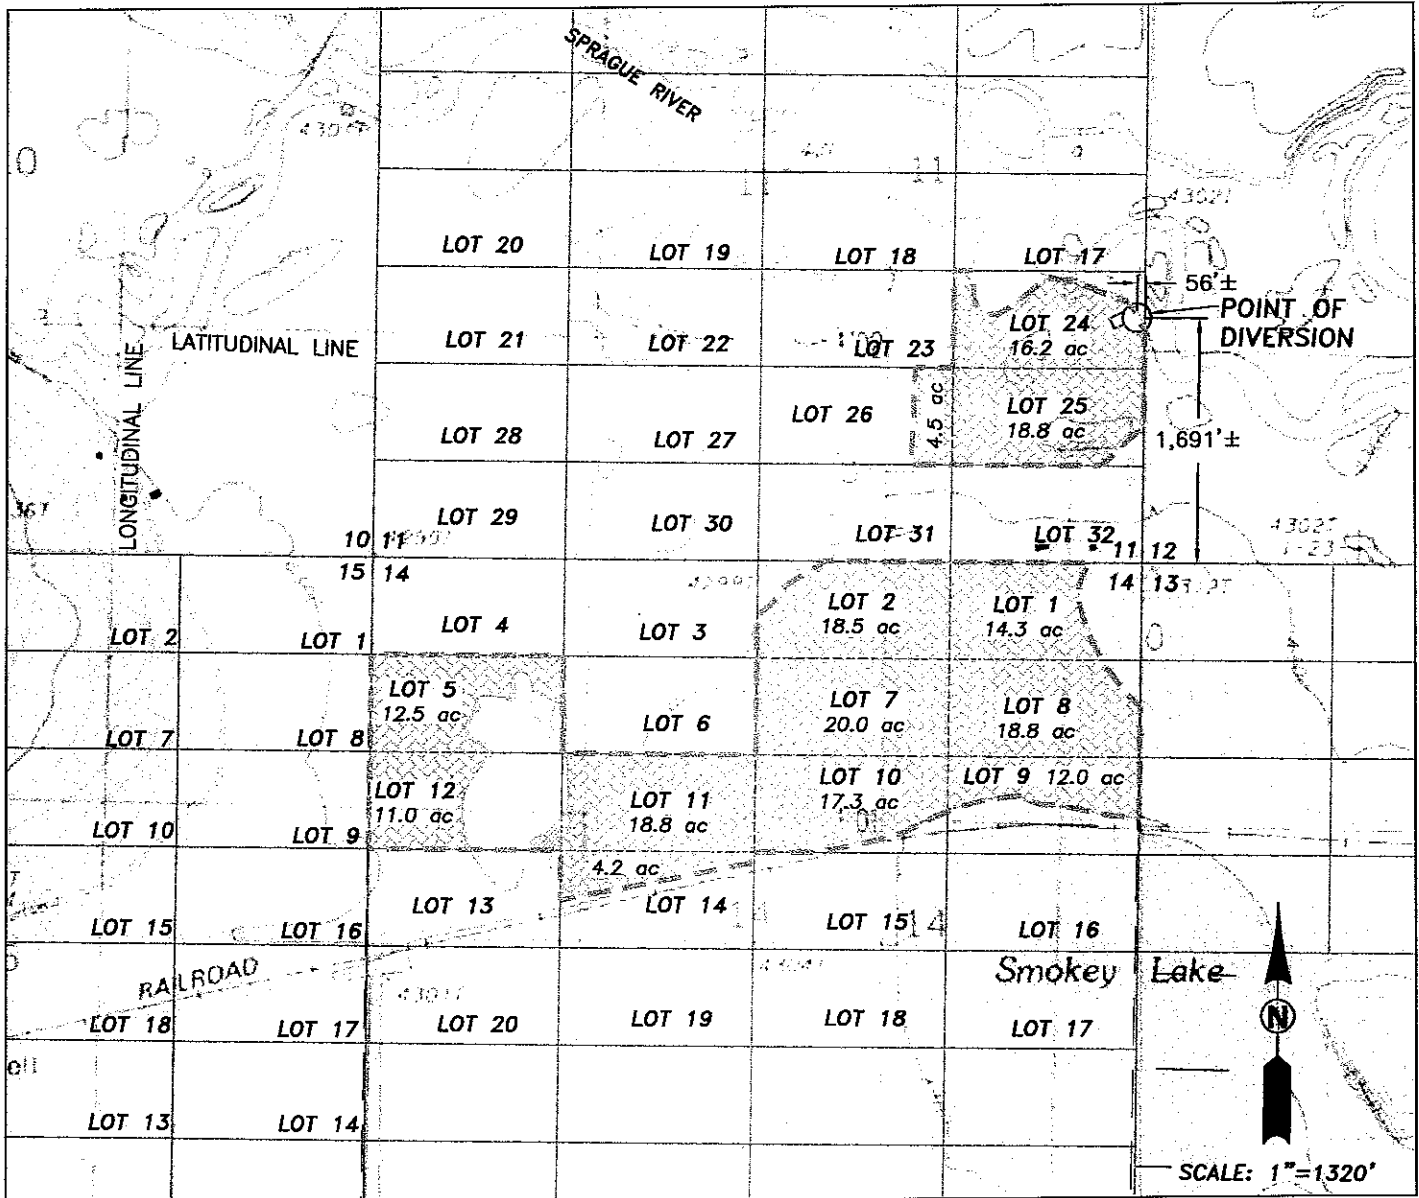 SPRAGUE RIVER
11
LOT 20
LOT 19
LOT 18
LOT 17
56'±
POINT OF
DIVERSION
LATITUDINAL LINE
LONGITUDINAL LINE
LOT 21
LOT 22
LOT 23
LOT 24
16.2 ac
LOT 28
LOT 27
LOT 26
4.5 ac
LOT 25
18.8 ac
1,691'±
LOT 29
LOT 30
LOT 31
LOT 32
10 11
11 12
15 14
14 13
LOT 2
LOT 1
LOT 4
LOT 3
LOT 2
18.5 ac
LOT 1
14.3 ac
LOT 7
LOT 8
LOT 5
12.5 ac
LOT 6
LOT 7
20.0 ac
LOT 8
18.8 ac
LOT 10
LOT 9
LOT 12
11.0 ac
LOT 11
18.8 ac
LOT 10
17.3 ac
LOT 9 12.0 ac
4.2 ac
LOT 15
LOT 16
LOT 13
LOT 14
LOT 15
14
LOT 16
RAILROAD
Smokey Lake
LOT 18
LOT 17
LOT 20
LOT 19
LOT 18
LOT 17
N
LOT 13
LOT 14
SCALE: 1"=1320'